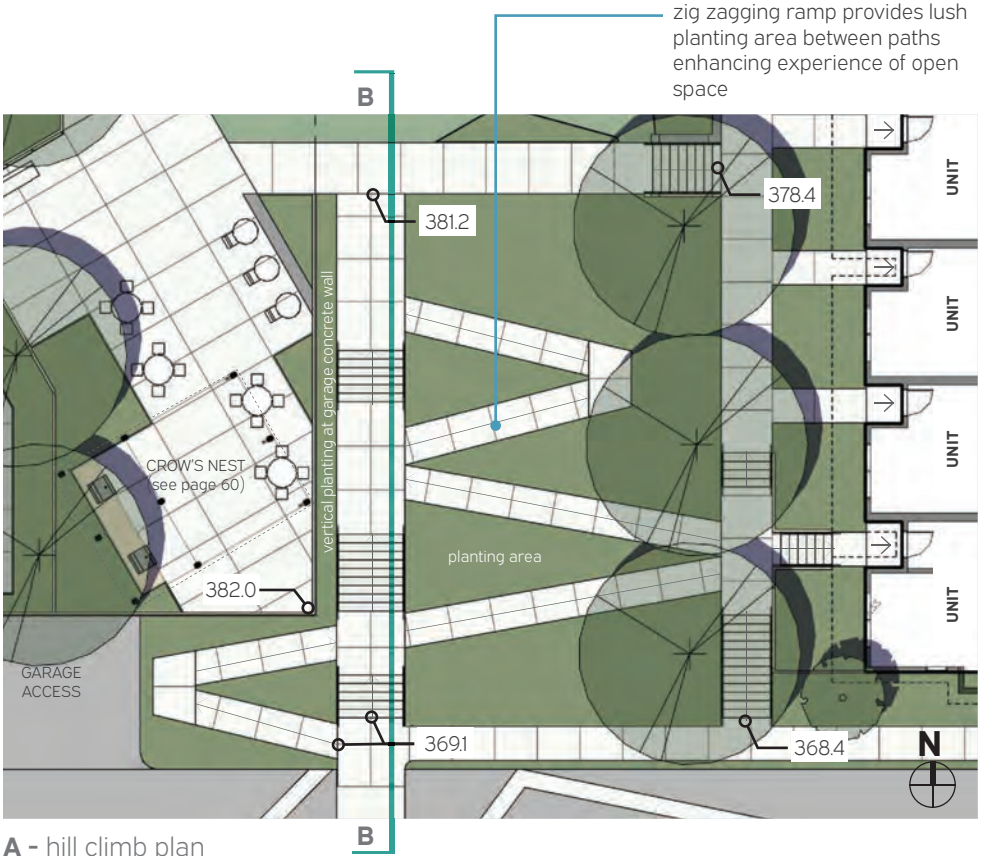 zig zagging ramp provides lush
planting area between paths
enhancing experience of open
space
B
378.4
UNIT
381.2
vertical planting at garage concrete wall
UNIT
UNIT
CROW'S NEST
(see page 60)
planting area
382.0
UNIT
GARAGE
ACCESS
369.1
368.4
N
B
A - hill climb plan